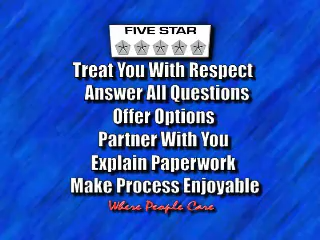 FIVE STAR
Treat You With Respect
Answer All Questions
Offer Options
Partner With You
Explain Paperwork
Make Process Enjoyable
Where People Care